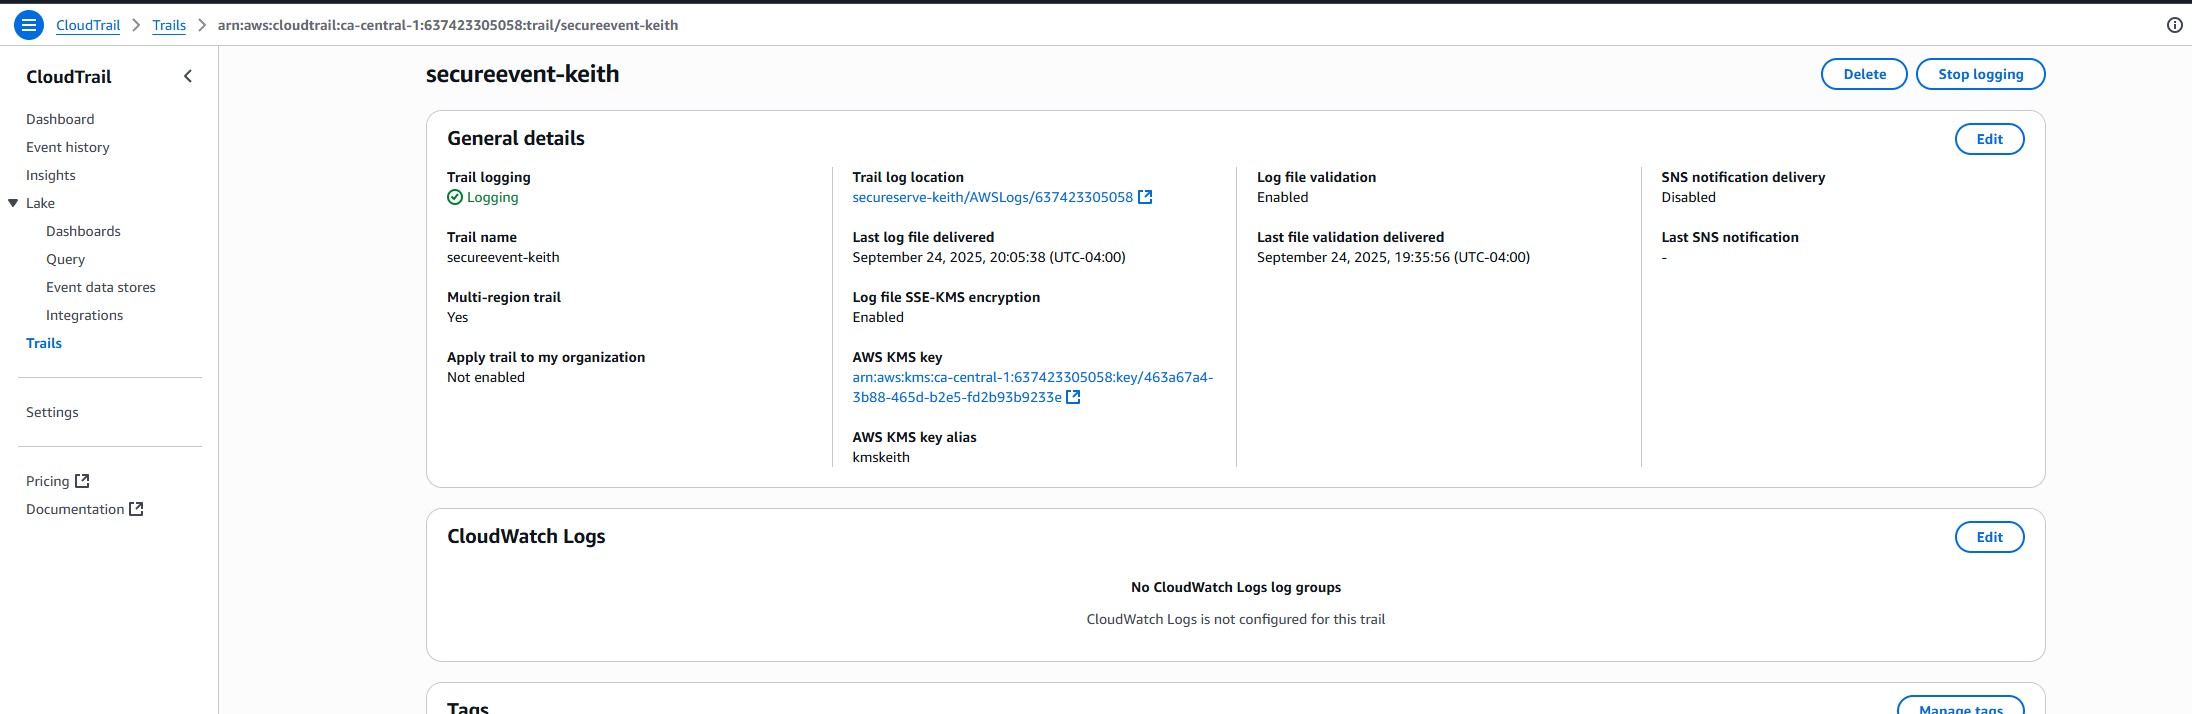 CloudTrail > Trails > arn:aws:cloudtrail:ca-central-1:637423305058:trail/secureevent-keith
CloudTrail
Dashboard
Event history
Insights
Lake
Dashboards
Query
Event data stores
Integrations
Trails
Settings
Pricing
Documentation
secureevent-keith
Delete
Stop logging
General details
Edit
Trail logging
Logging
Trail name
secureevent-keith
Multi-region trail
Yes
Apply trail to my organization
Not enabled
Trail log location
secureserve-keith/AWSLogs/637423305058
Last log file delivered
September 24, 2025, 20:05:38 (UTC-04:00)
Log file SSE-KMS encryption
Enabled
AWS KMS key
arn:aws:kms:ca-central-1:637423305058:key/463a67a4-
3b88-465d-b2e5-fd2b93b9233e
AWS KMS key alias
kmskeith
Log file validation
Enabled
Last file validation delivered
September 24, 2025, 19:35:56 (UTC-04:00)
SNS notification delivery
Disabled
Last SNS notification
-
CloudWatch Logs
Edit
No CloudWatch Logs log groups
CloudWatch Logs is not configured for this trail
Tags
Manage tags